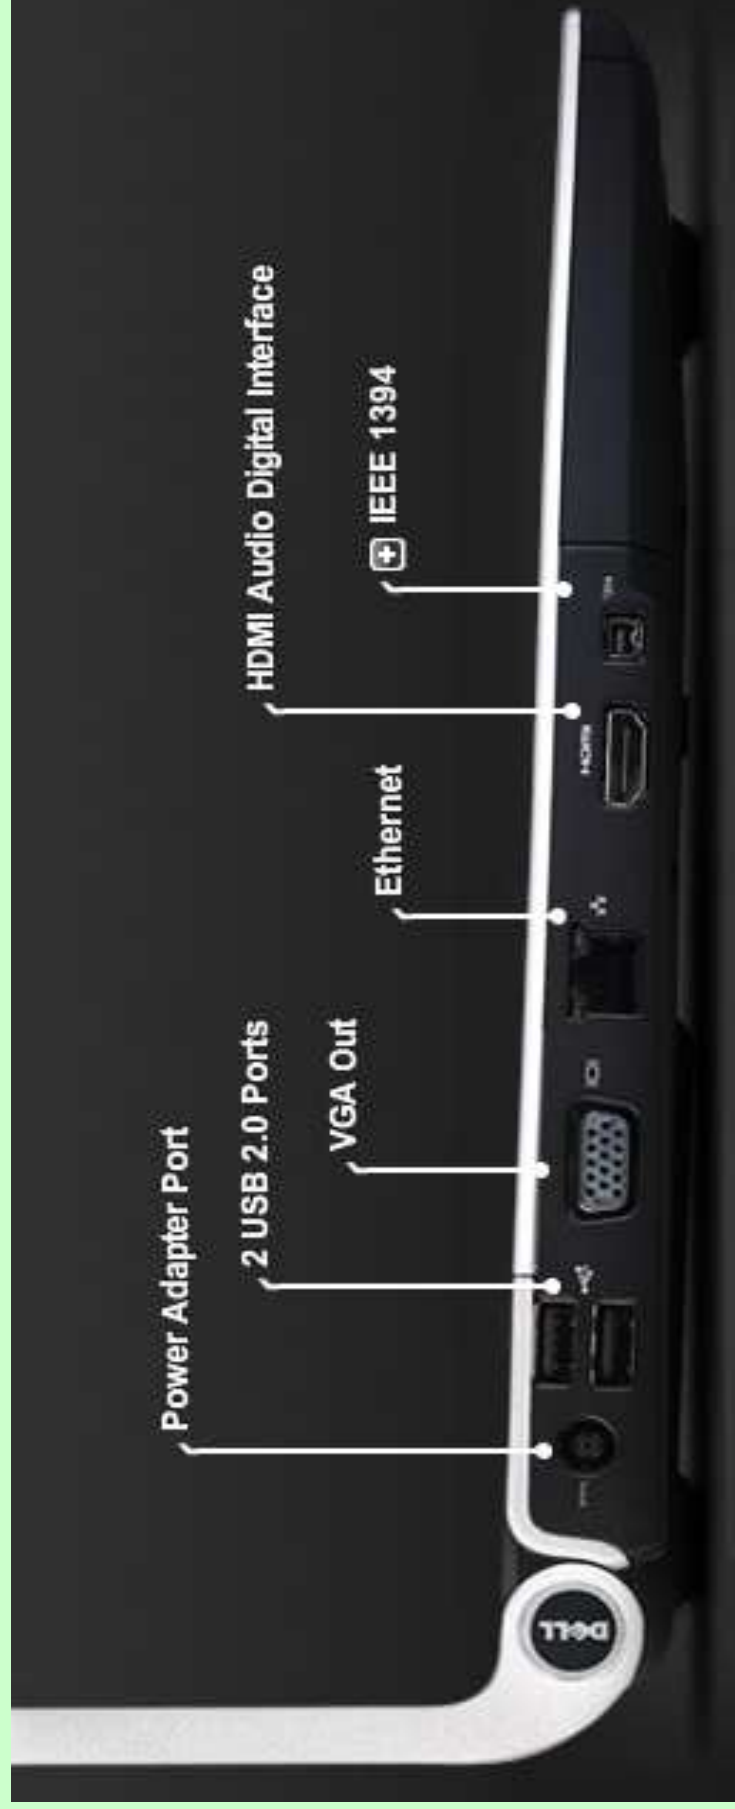 Power Adapter Port
2 USB 2.0 Ports
VGA Out
Ethernet
HDMI Audio Digital Interface
IEEE 1394
HDMI
DELL